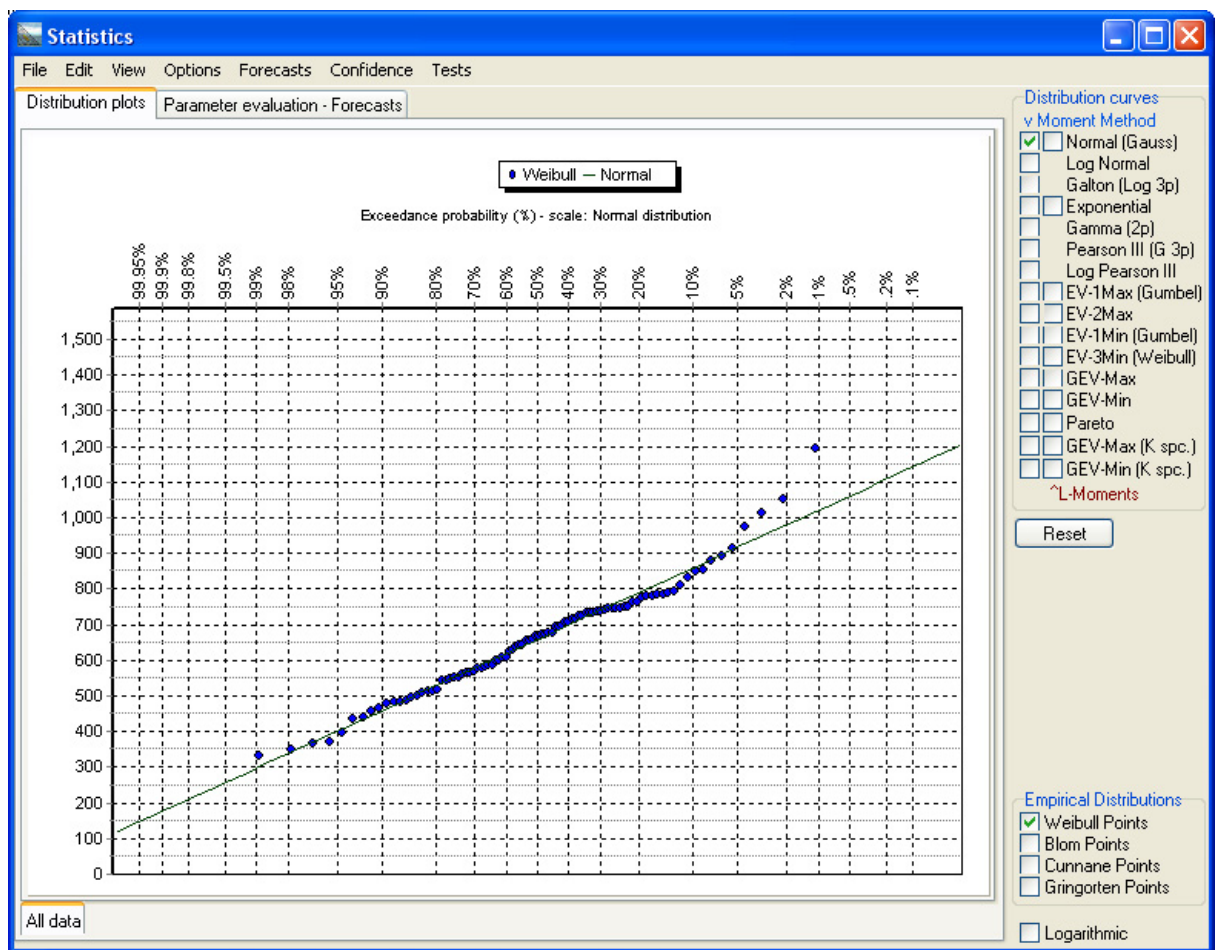 Statistics
File Edit View Options Forecasts Confidence Tests
Distribution plots Parameter evaluation - Forecasts
Weibull Normal
Exceedance probability (%) - scale: Normal distribution
99.95% 99.9% 99.8% 99.5% 99% 98% 95% 90% 80% 70% 60% 50% 40% 30% 20% 10% 5% 2% 1% .5% .2% .1%
1,500
1,400
1,300
1,200
1,100
1,000
900
800
700
600
500
400
300
200
100
0
All data
Distribution curves
v Moment Method
Normal (Gauss)
Log Normal
Galton (Log 3p)
Exponential
Gamma (2p)
Pearson III (G 3p)
Log Pearson III
EV-1Max (Gumbel)
EV-2Max
EV-1Min (Gumbel)
EV-3Min (Weibull)
GEV-Max
GEV-Min
Pareto
GEV-Max (K spc.)
GEV-Min (K spc.)
^L-Moments
Reset
Empirical Distributions
Weibull Points
Blom Points
Cunnane Points
Gringorten Points
Logarithmic